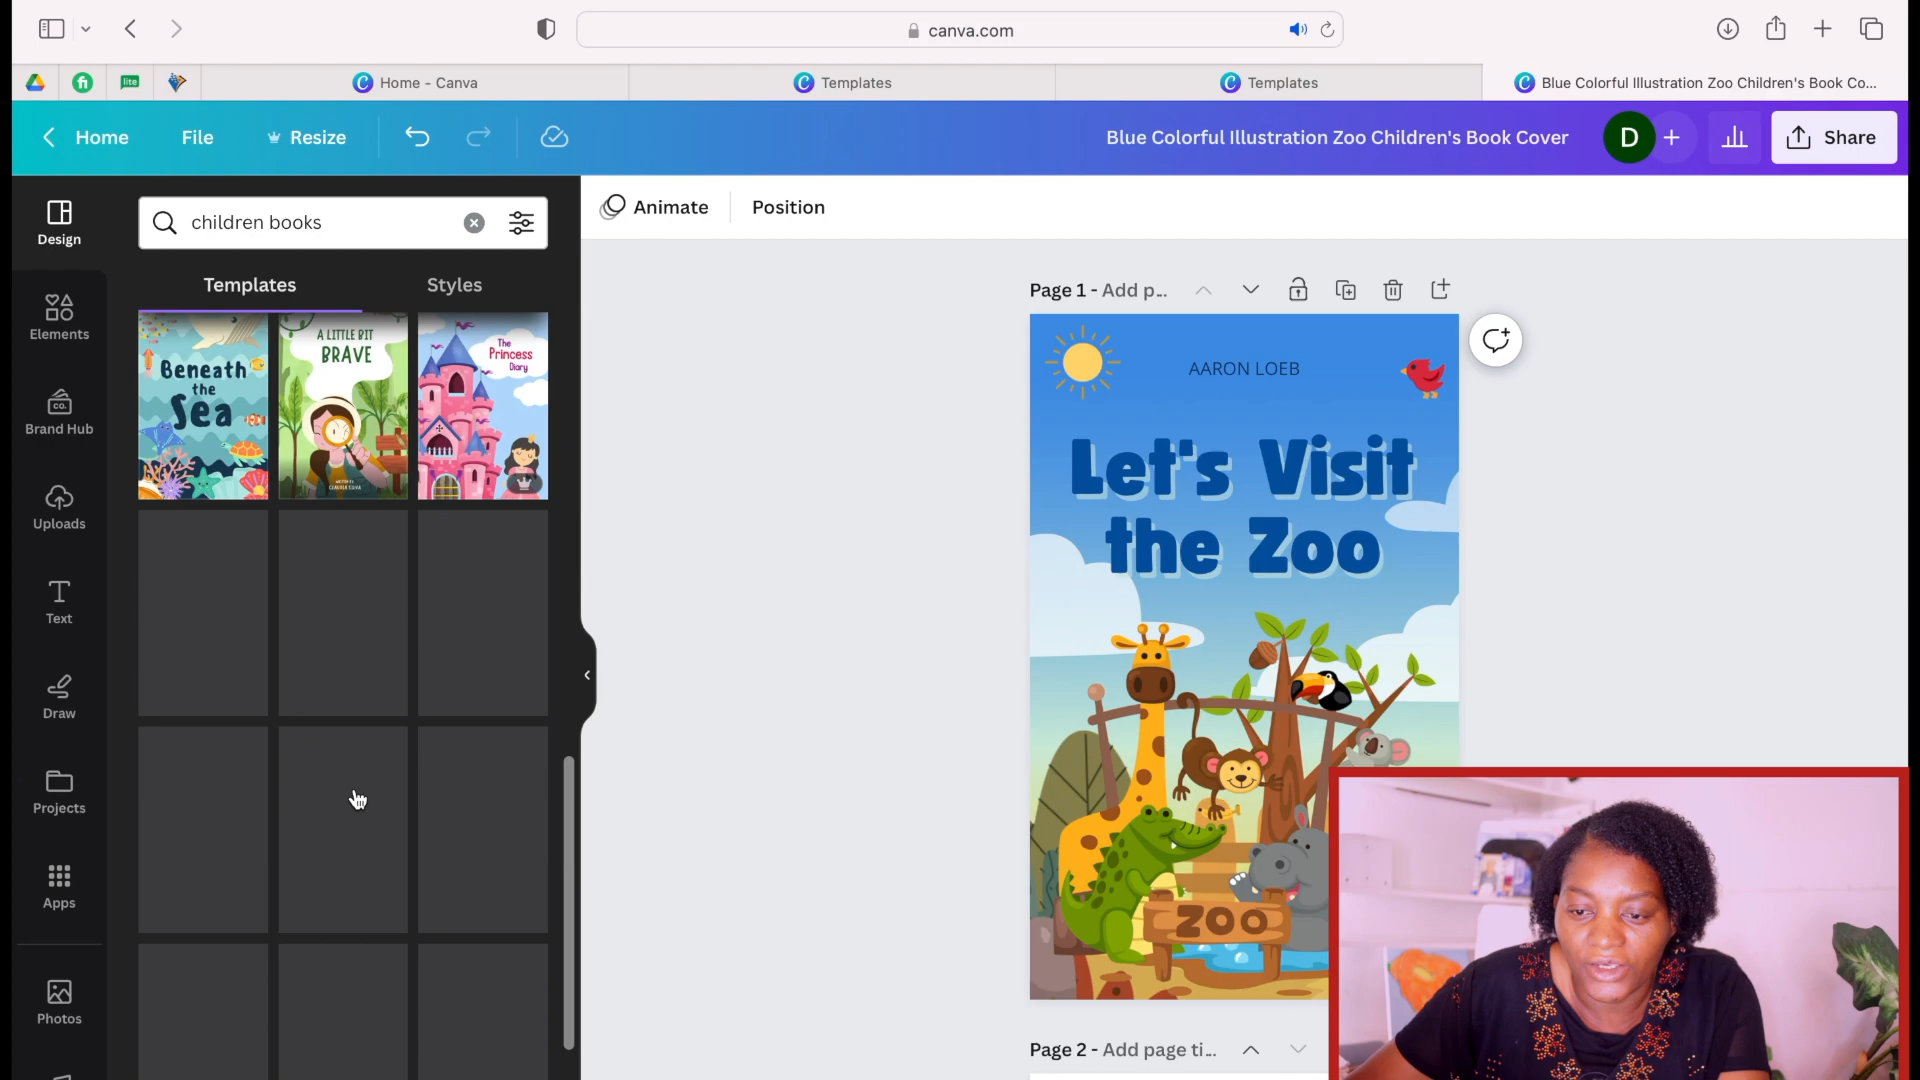 canva.com
lite
Home - Canva
Templates
Templates
Blue Colorful Illustration Zoo Children's Book Co...
Home
File
Resize
Blue Colorful Illustration Zoo Children's Book Cover
D
Share
Design
Elements
Brand Hub
Uploads
Text
Draw
Projects
Apps
Photos
children books
Templates
Styles
Beneath
the
Sea
A LITTLE BIT
BRAVE
The
Princess
Diary
Animate
Position
Page 1 - Add p...
AARON LOEB
Let's Visit
the Zoo
ZOO
Page 2 - Add page ti...